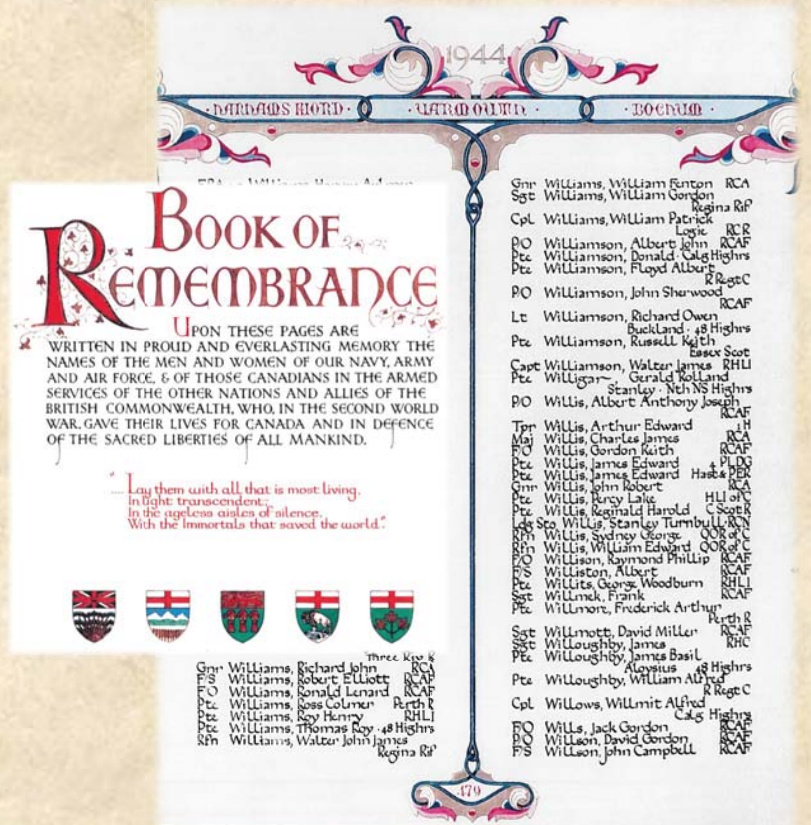 1944
· YARMOUTH · · BOCHUM ·
BOOK OF
REMEMBRANCE
UPON THESE PAGES ARE
WRITTEN IN PROUD AND EVERLASTING MEMORY THE
NAMES OF THE MEN AND WOMEN OF OUR NAVY, ARMY
AND AIR FORCE, & OF THOSE CANADIANS IN THE ARMED
SERVICES OF THE OTHER NATIONS AND ALLIES OF THE
BRITISH COMMONWEALTH, WHO, IN THE SECOND WORLD
WAR, GAVE THEIR LIVES FOR CANADA AND IN DEFENCE
OF THE SACRED LIBERTIES OF ALL MANKIND.
".... Lay them with all that is most living,
In light transcendent,
In the ageless aisles of silence,
With the Immortals that saved the world."
Three Riv R
Gnr Williams, Richard John RCA
F/S Williams, Robert Elliott RCAF
F/O Williams, Ronald Lenard RCAF
Pte Williams, Ross Colmer Perth R
Pte Williams, Roy Henry RHLI
Pte Williams, Thomas Roy · 48 Highrs
Rfn Williams, Walter John James
Regina Rif
Gnr Williams, William Fenton RCA
Sgt Williams, William Gordon
Regina Rif
Cpl Williams, William Patrick
Logie RCR
P/O Williamson, Albert John RCAF
Pte Williamson, Donald · Calg Highrs
Pte Williamson, Floyd Albert
R Regt C
P/O Williamson, John Sherwood
RCAF
Lt Williamson, Richard Owen
Buckland · 48 Highrs
Pte Williamson, Russell Keith
Essex Scot
Capt Williamson, Walter James RHLI
Pte Willigar Gerald Rolland
Stanley · Nth NS Highrs
P/O Willis, Albert Anthony Joseph
RCAF
Tpr Willis, Arthur Edward 1 H
Maj Willis, Charles James RCA
F/O Willis, Gordon Keith RCAF
Pte Willis, James Edward 4 PLDG
Pte Willis, James Edward Hast & PER
Gnr Willis, John Robert RCA
Pte Willis, Percy Lake HLI of C
Pte Willis, Reginald Harold C Scot R
Ldg Sto Willis, Stanley Turnbull · RCN
Rfn Willis, Sydney George QOR of C
Rfn Willis, William Edward QOR of C
P/O Willison, Raymond Phillip RCAF
F/S Williston, Albert RCAF
Pte Willits, George Woodburn RHLI
Sgt Willmek, Frank RCAF
Pte Willmore, Frederick Arthur
Perth R
Sgt Willmott, David Miller RCAF
Sgt Willoughby, James RHC
Pte Willoughby, James Basil
Aloysius 48 Highrs
Pte Willoughby, William Alfred
R Regt C
Cpl Willows, Willmit Alfred
Calg Highrs
F/O Wills, Jack Gordon RCAF
P/O Willson, David Gordon RCAF
F/S Willson, John Campbell RCAF
479